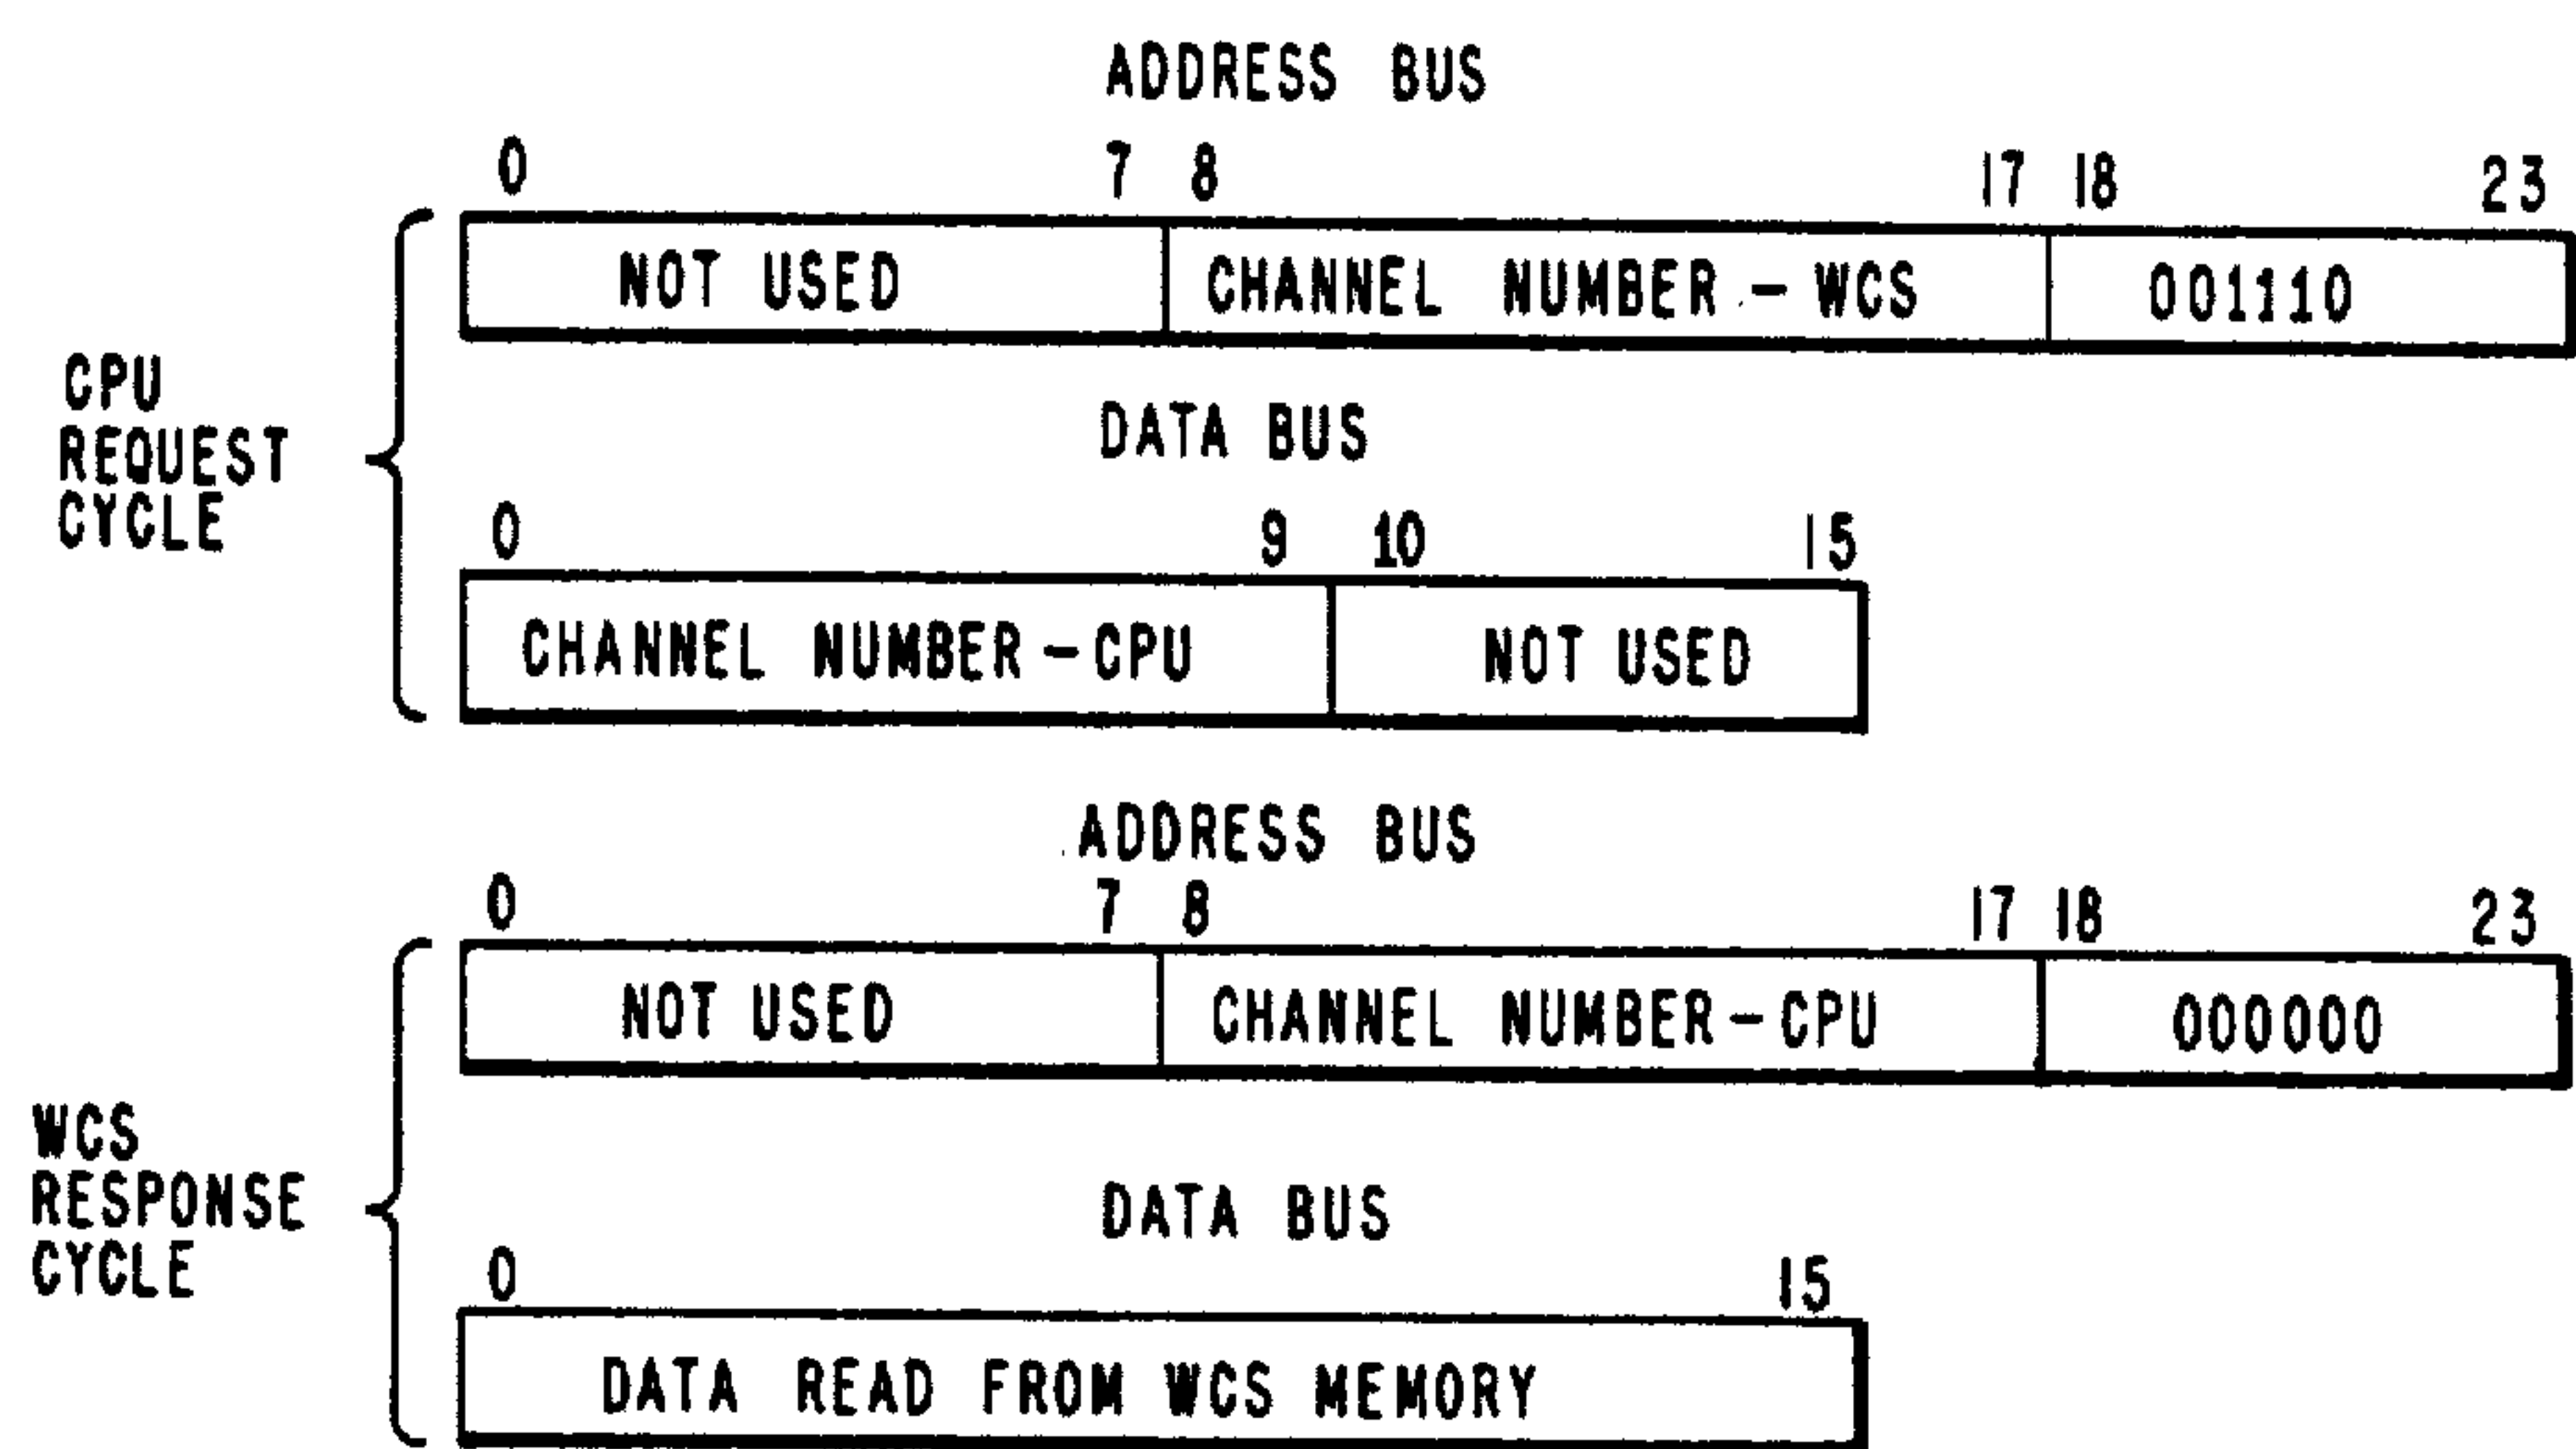 ADDRESS BUS
0 7 8 17 18 23
NOT USED CHANNEL NUMBER - WCS 001110
CPU
REQUEST
CYCLE
DATA BUS
0 9 10 15
CHANNEL NUMBER - CPU NOT USED
ADDRESS BUS
0 7 8 17 18 23
NOT USED CHANNEL NUMBER - CPU 000000
WCS
RESPONSE
CYCLE
DATA BUS
0 15
DATA READ FROM WCS MEMORY